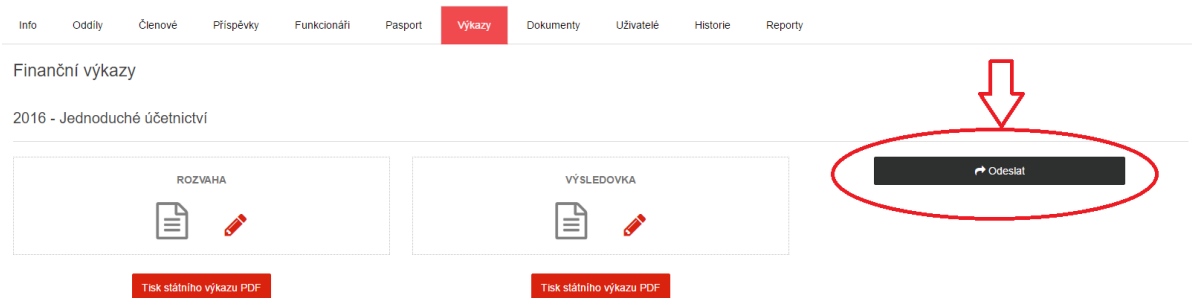 Info Oddíly Členové Příspěvky Funkcionáři Pasport Výkazy Dokumenty Uživatelé Historie Reporty
Finanční výkazy
2016 - Jednoduché účetnictví
ROZVAHA VÝSLEDOVKA Odeslat
Tisk státního výkazu PDF Tisk státního výkazu PDF